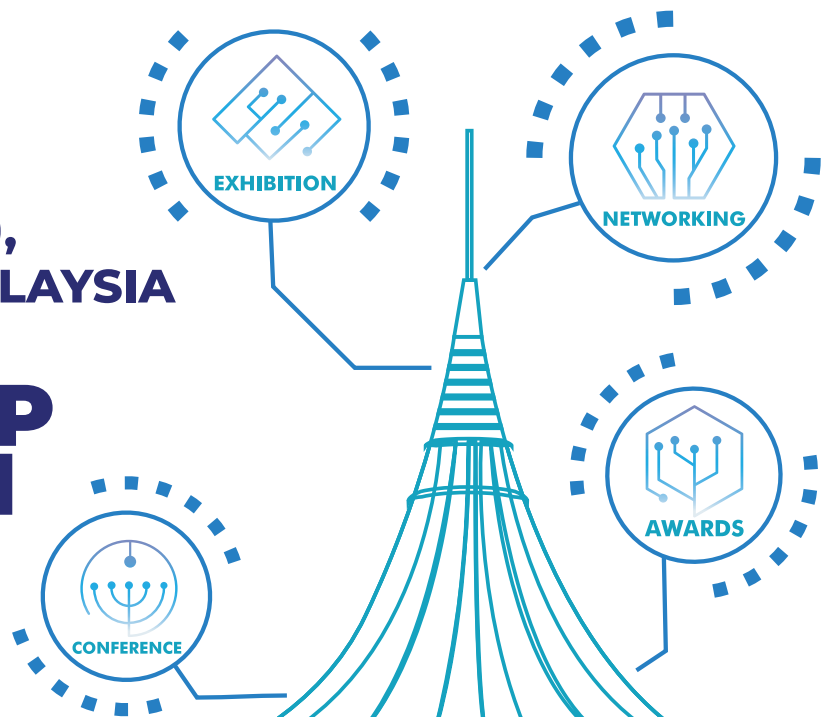 EXHIBITION
NETWORKING
LAYSIA
P
AWARDS
CONFERENCE